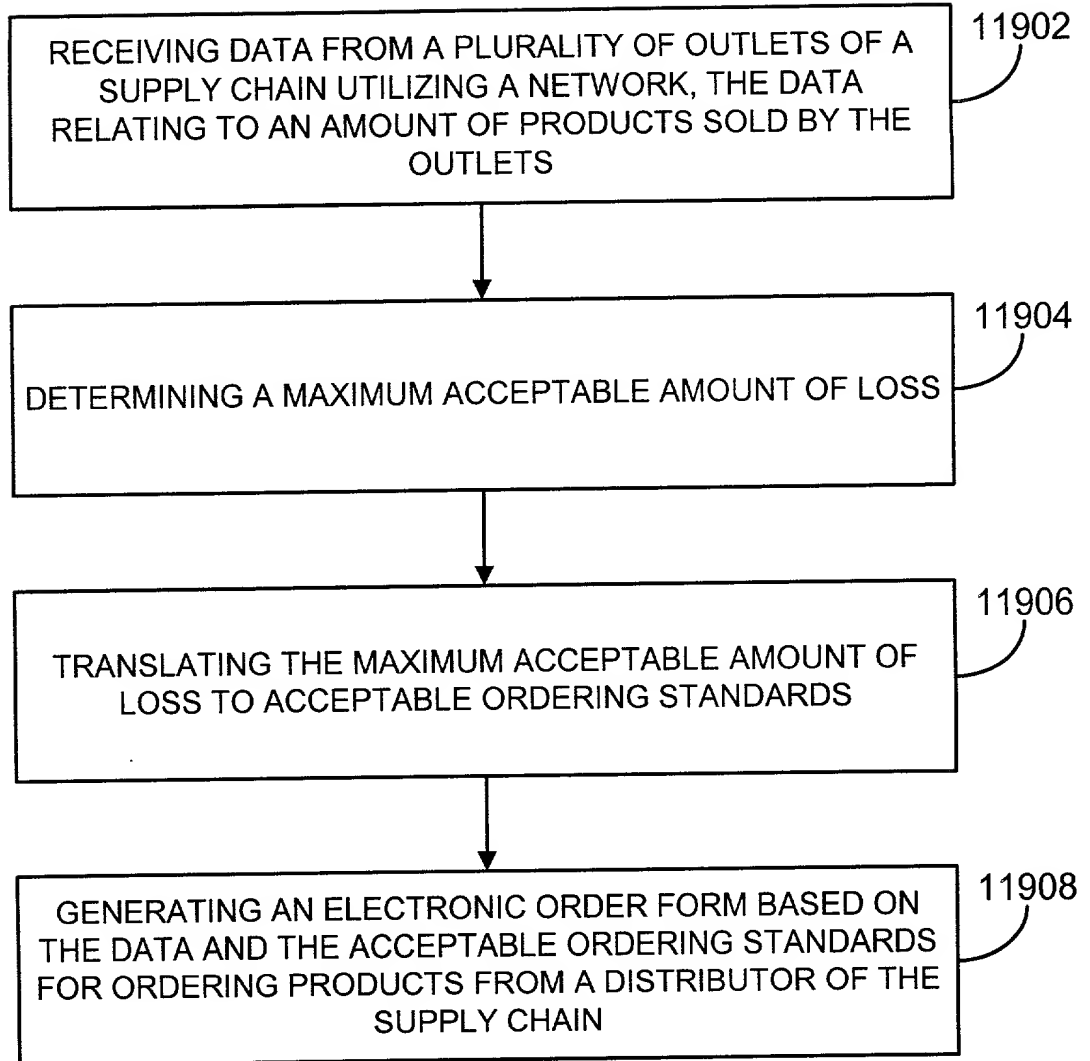 11902
RECEIVING DATA FROM A PLURALITY OF OUTLETS OF A
SUPPLY CHAIN UTILIZING A NETWORK, THE DATA
RELATING TO AN AMOUNT OF PRODUCTS SOLD BY THE
OUTLETS
11904
DETERMINING A MAXIMUM ACCEPTABLE AMOUNT OF LOSS
11906
TRANSLATING THE MAXIMUM ACCEPTABLE AMOUNT OF
LOSS TO ACCEPTABLE ORDERING STANDARDS
11908
GENERATING AN ELECTRONIC ORDER FORM BASED ON
THE DATA AND THE ACCEPTABLE ORDERING STANDARDS
FOR ORDERING PRODUCTS FROM A DISTRIBUTOR OF THE
SUPPLY CHAIN